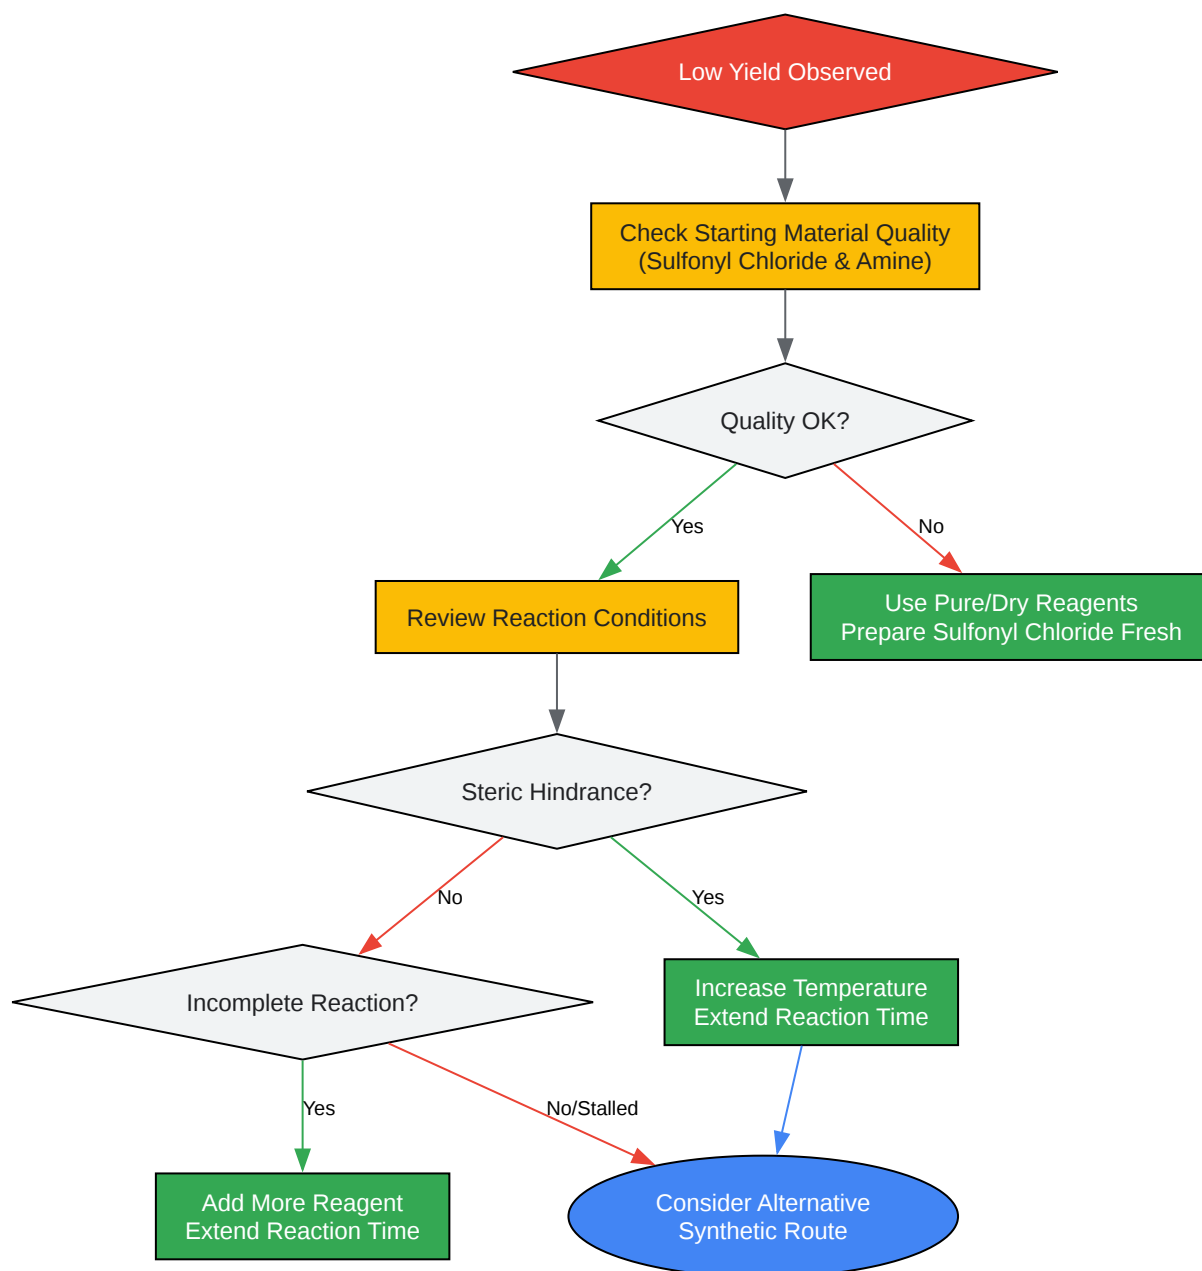 Low Yield Observed
Check Starting Material Quality
(Sulfonyl Chloride & Amine)
Quality OK?
Yes
No
Review Reaction Conditions
Use Pure/Dry Reagents
Prepare Sulfonyl Chloride Fresh
Steric Hindrance?
No
Yes
Incomplete Reaction?
Increase Temperature
Extend Reaction Time
Yes
No/Stalled
Add More Reagent
Extend Reaction Time
Consider Alternative
Synthetic Route